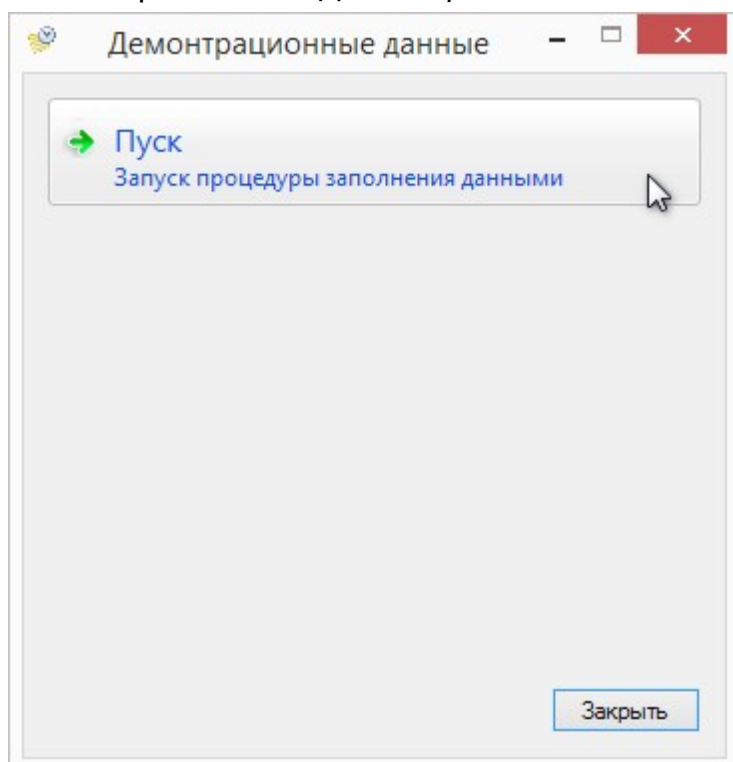 Демонтрационные данные
Пуск
Запуск процедуры заполнения данными
Закрыть